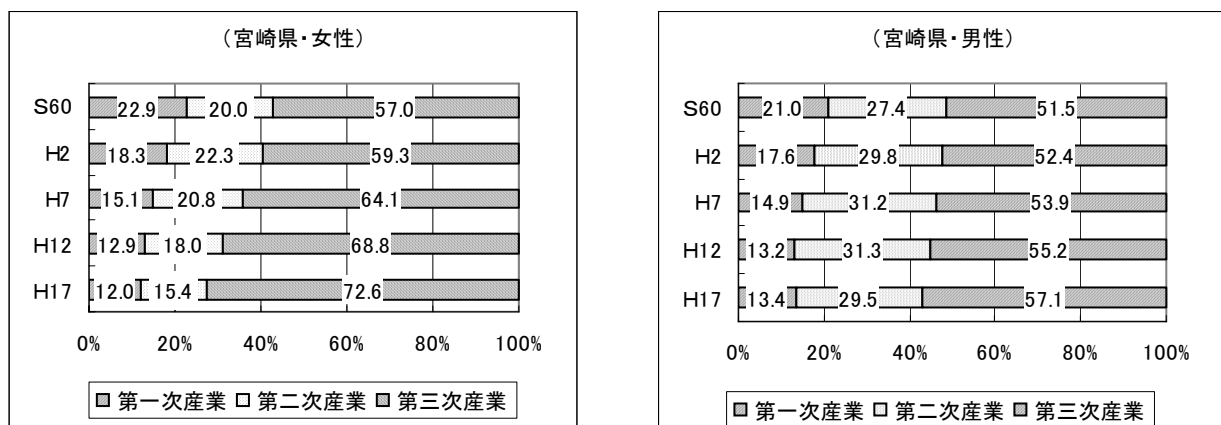 （宮崎県・女性）
S60 22.9 20.0 57.0
H2 18.3 22.3 59.3
H7 15.1 20.8 64.1
H12 12.9 18.0 68.8
H17 12.0 15.4 72.6
0% 20% 40% 60% 80% 100%
第一次産業 第二次産業 第三次産業
（宮崎県・男性）
S60 21.0 27.4 51.5
H2 17.6 29.8 52.4
H7 14.9 31.2 53.9
H12 13.2 31.3 55.2
H17 13.4 29.5 57.1
0% 20% 40% 60% 80% 100%
第一次産業 第二次産業 第三次産業